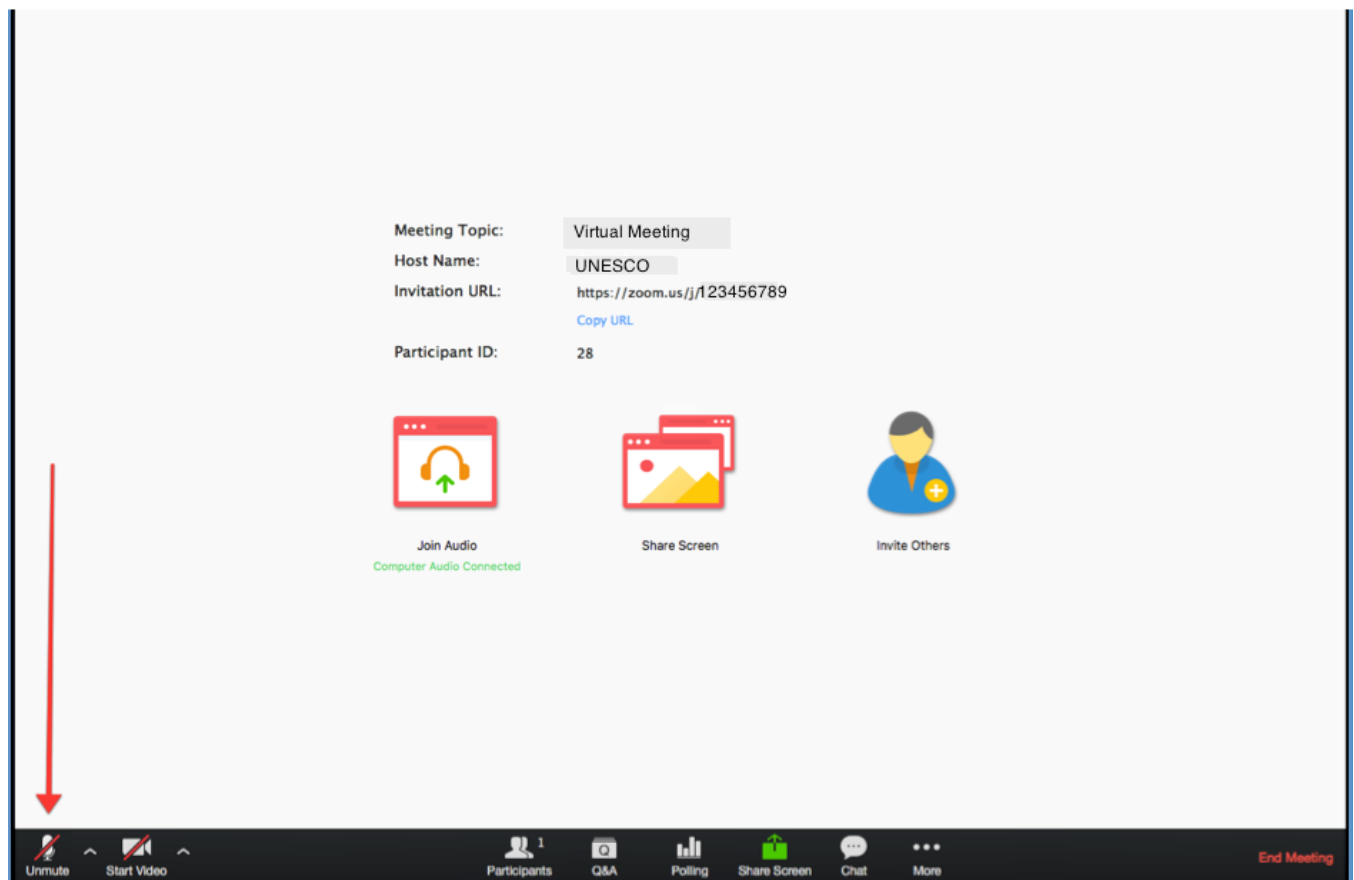 Meeting Topic: Virtual Meeting
Host Name: UNESCO
Invitation URL: https://zoom.us/j/123456789
Copy URL
Participant ID: 28
Join Audio Share Screen Invite Others
Computer Audio Connected
Unmute Start Video Participants 1 Q&A Polling Share Screen Chat More End Meeting